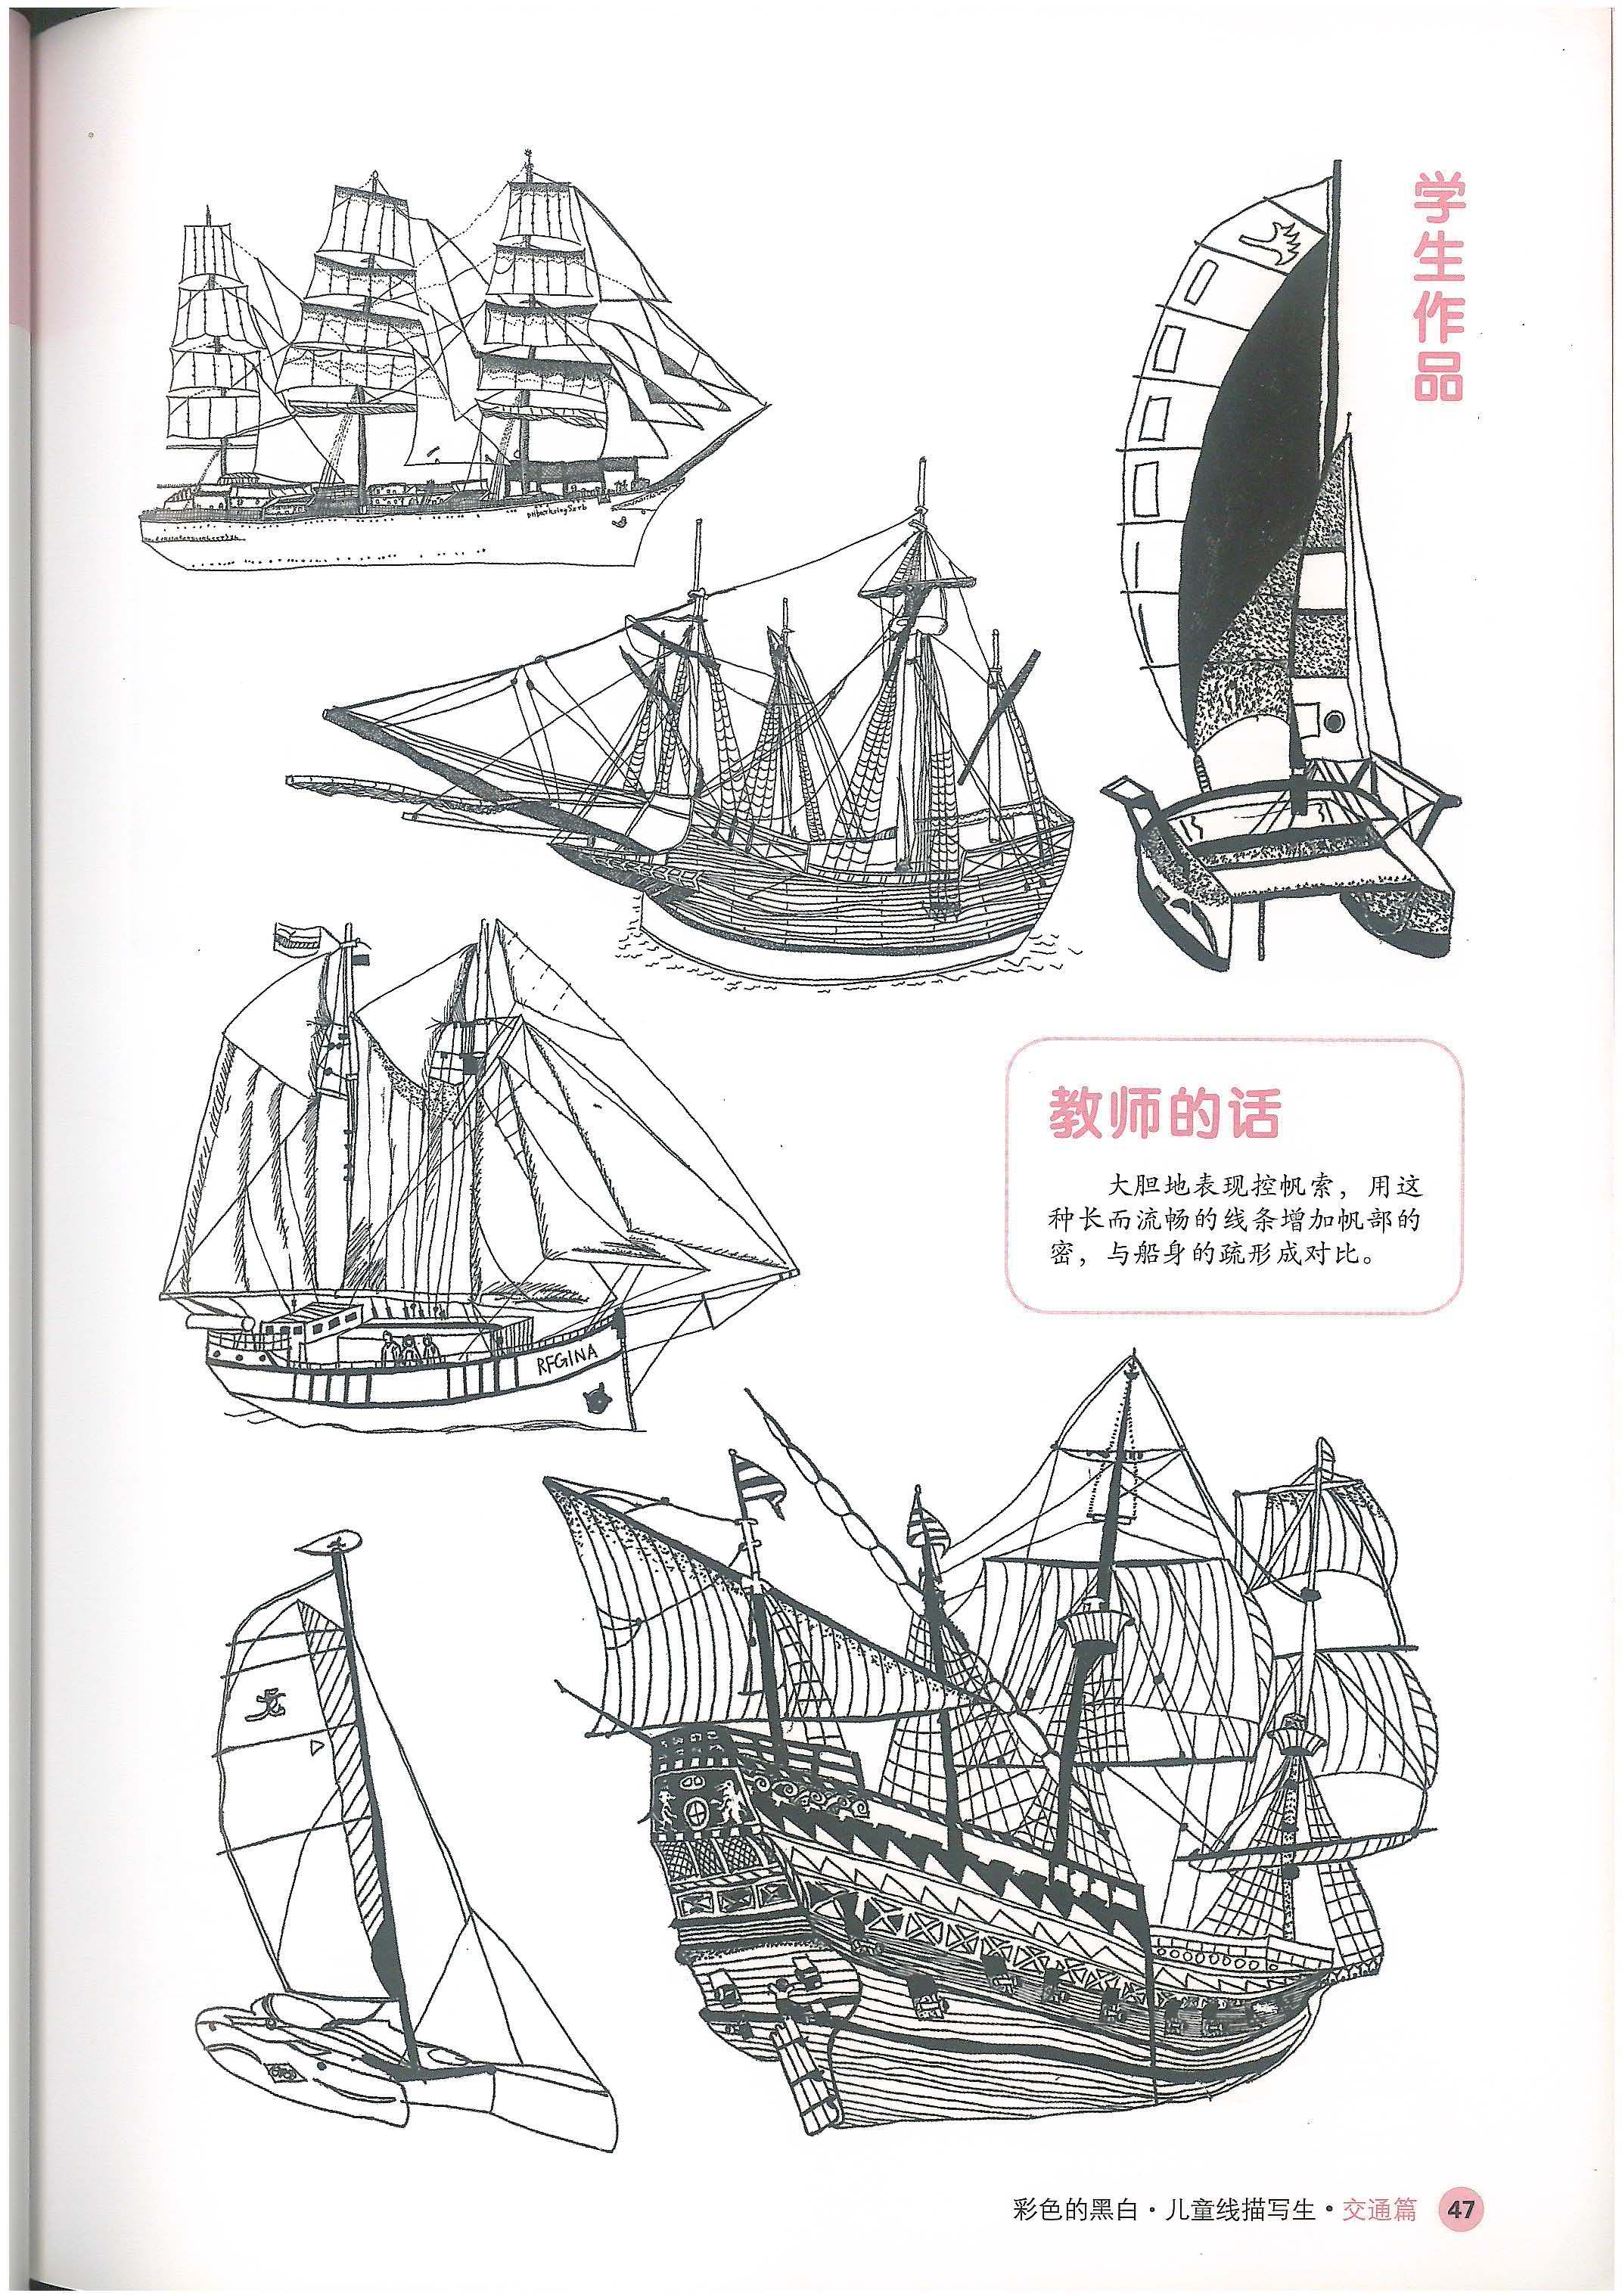 学生作品
RFGINA
教师的话
大胆地表现控帆索，用这
种长而流畅的线条增加帆部的
密，与船身的疏形成对比。
彩色的黑白·儿童线描写生·交通篇 47